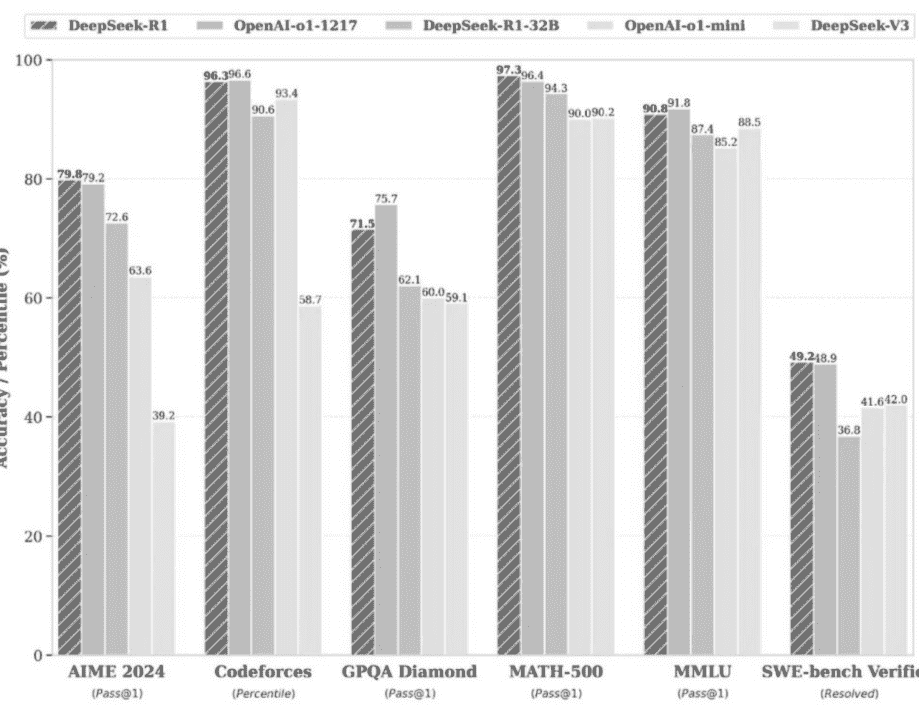 DeepSeek-R1 OpenAI-o1-1217 DeepSeek-R1-32B OpenAI-o1-mini DeepSeek-V3
Accuracy / Percentile (%)
100
80
60
40
20
0
79.8 79.2 72.6 63.6 39.2
96.3 96.6 90.6 93.4 58.7
71.5 75.7 62.1 60.0 59.1
97.3 96.4 94.3 90.0 90.2
90.8 91.8 87.4 85.2 88.5
49.2 48.9 36.8 41.6 42.0
AIME 2024
(Pass@1)
Codeforces
(Percentile)
GPQA Diamond
(Pass@1)
MATH-500
(Pass@1)
MMLU
(Pass@1)
SWE-bench Verifie
(Resolved)